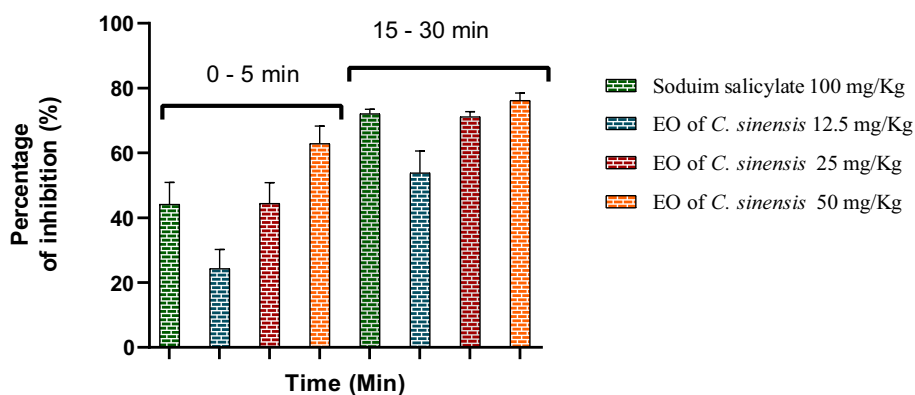 100
80
60
40
20
0
Percentage
of inhibition (%)
0 - 5 min
15 - 30 min
Time (Min)
Soduim salicylate 100 mg/Kg
EO of C. sinensis 12.5 mg/Kg
EO of C. sinensis 25 mg/Kg
EO of C. sinensis 50 mg/Kg